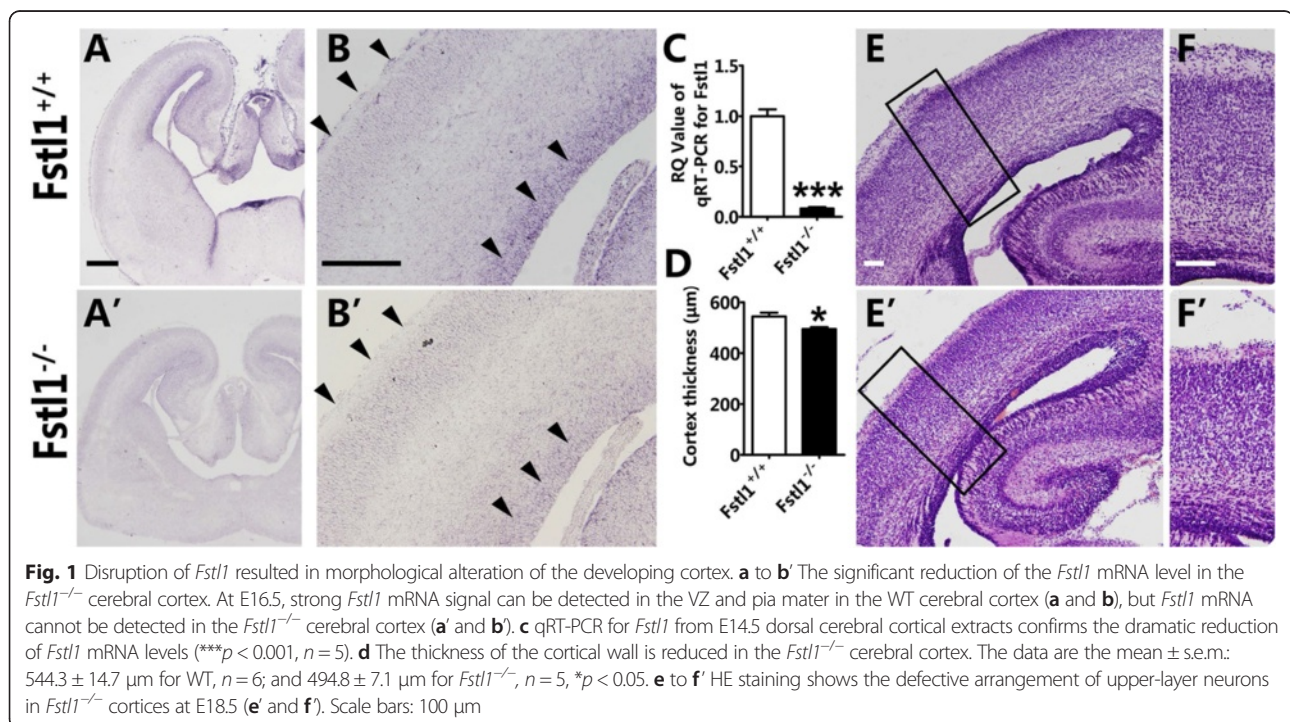 A
B
C
E
F
Fstl1+/+
RQ Value of
qRT-PCR for Fstl1
1.5
1.0
0.5
0.0
***
Fstl1+/+
Fstl1-/-
D
A'
B'
E'
F'
Fstl1-/-
Cortex thickness (µm)
600
400
200
0
*
Fstl1+/+
Fstl1-/-
Fig. 1 Disruption of Fstl1 resulted in morphological alteration of the developing cortex. a to b′ The significant reduction of the Fstl1 mRNA level in the
Fstl1−/− cerebral cortex. At E16.5, strong Fstl1 mRNA signal can be detected in the VZ and pia mater in the WT cerebral cortex (a and b), but Fstl1 mRNA
cannot be detected in the Fstl1−/− cerebral cortex (a′ and b′). c qRT-PCR for Fstl1 from E14.5 dorsal cerebral cortical extracts confirms the dramatic reduction
of Fstl1 mRNA levels (***p < 0.001, n = 5). d The thickness of the cortical wall is reduced in the Fstl1−/− cerebral cortex. The data are the mean ± s.e.m.:
544.3 ± 14.7 μm for WT, n = 6; and 494.8 ± 7.1 μm for Fstl1−/−, n = 5, *p < 0.05. e to f′ HE staining shows the defective arrangement of upper-layer neurons
in Fstl1−/− cortices at E18.5 (e′ and f′). Scale bars: 100 μm